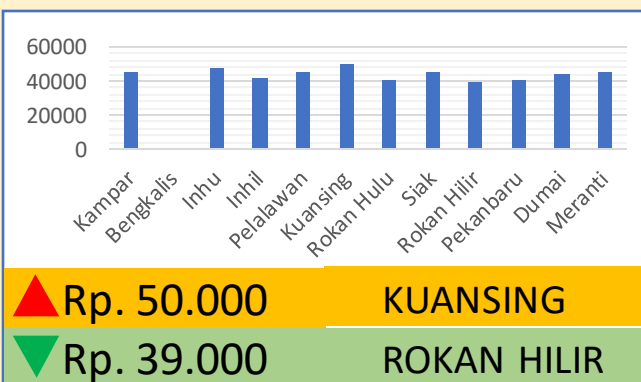 60000
40000
20000
0
Kampar
Bengkalis
Inhu
Inhil
Pelalawan
Kuansing
Rokan Hulu
Siak
Rokan Hilir
Pekanbaru
Dumai
Meranti
Rp. 50.000 KUANSING
Rp. 39.000 ROKAN HILIR